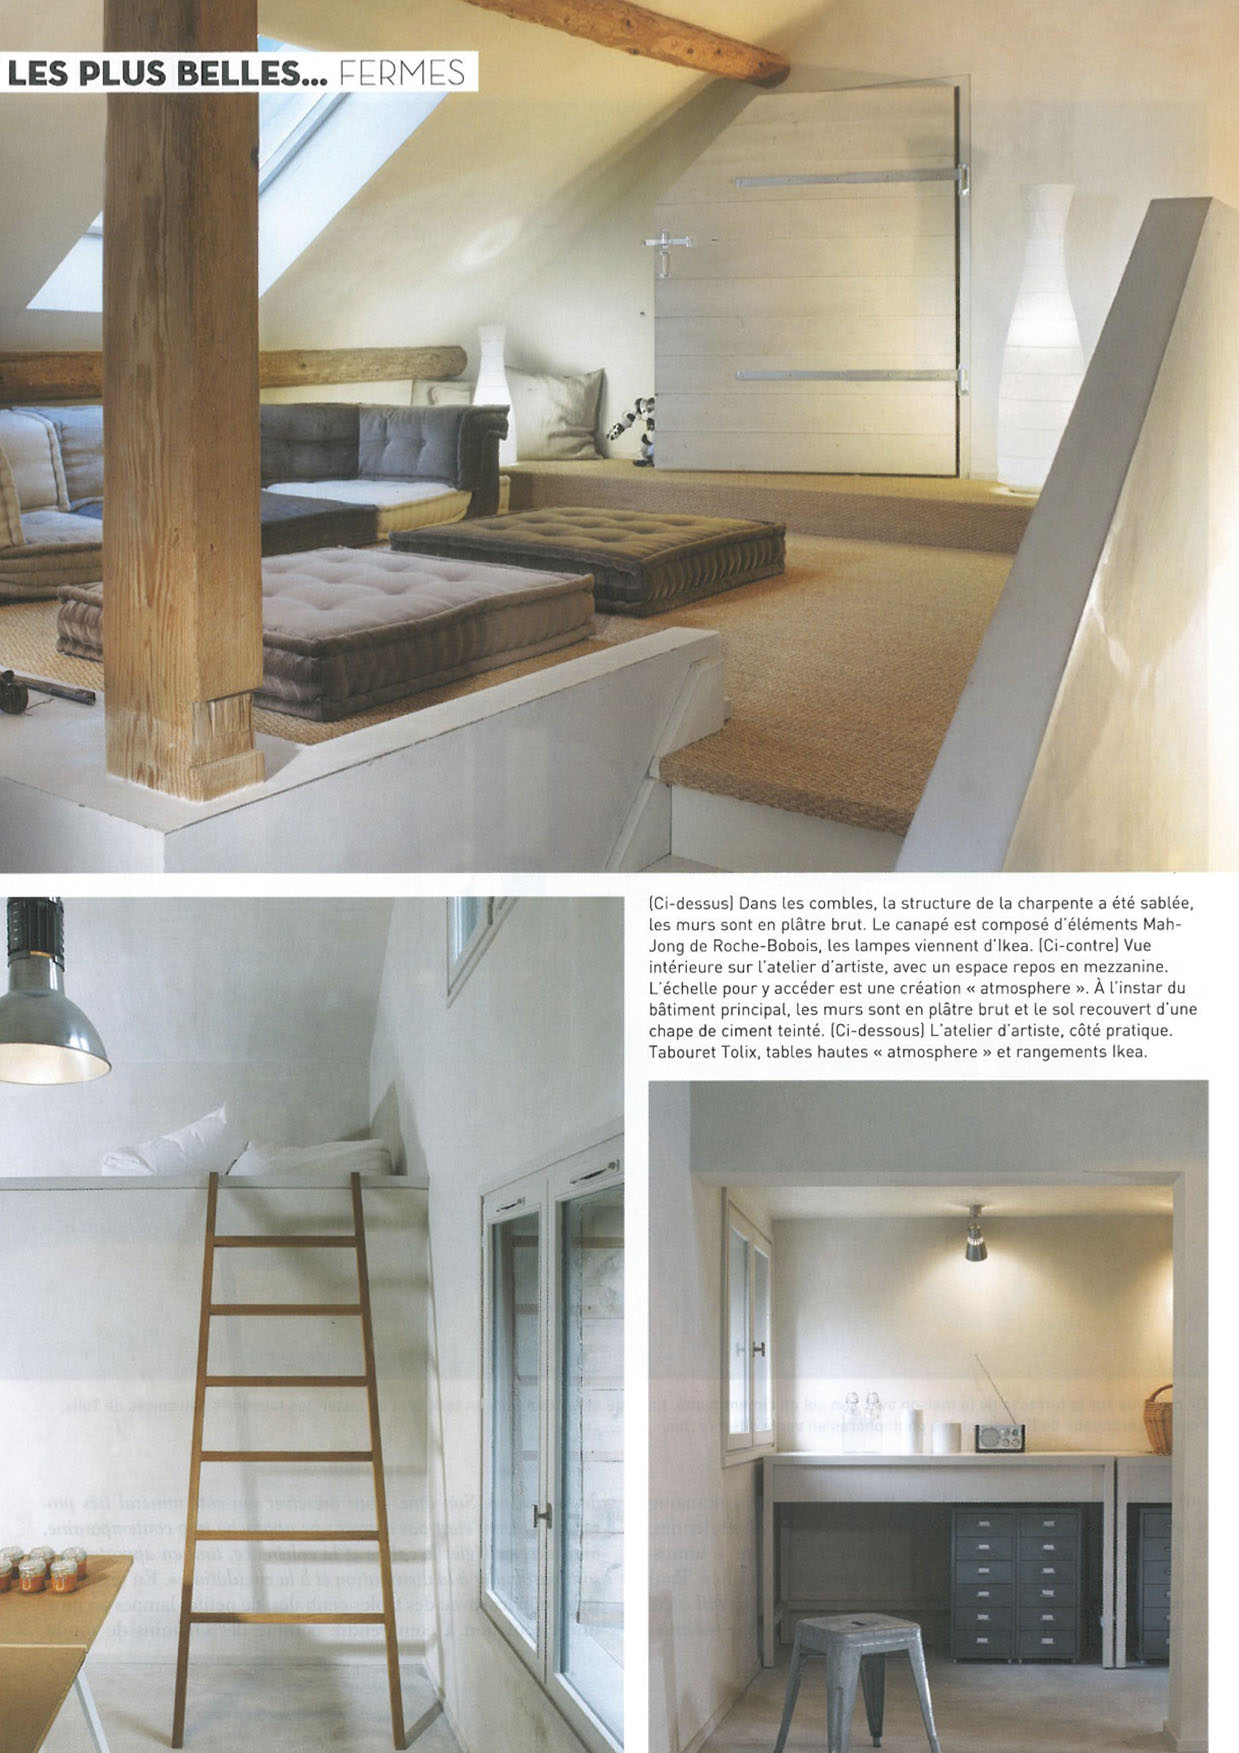 LES PLUS BELLES... FERMES
(Ci-dessus) Dans les combles, la structure de la charpente a été sablée,
les murs sont en plâtre brut. Le canapé est composé d'éléments Mah-
Jong de Roche-Bobois, les lampes viennent d'Ikea. (Ci-contre) Vue
intérieure sur l'atelier d'artiste, avec un espace repos en mezzanine.
L'échelle pour y accéder est une création « atmosphere ». À l'instar du
bâtiment principal, les murs sont en plâtre brut et le sol recouvert d'une
chape de ciment teinté. (Ci-dessous) L'atelier d'artiste, côté pratique.
Tabouret Tolix, tables hautes « atmosphere » et rangements Ikea.